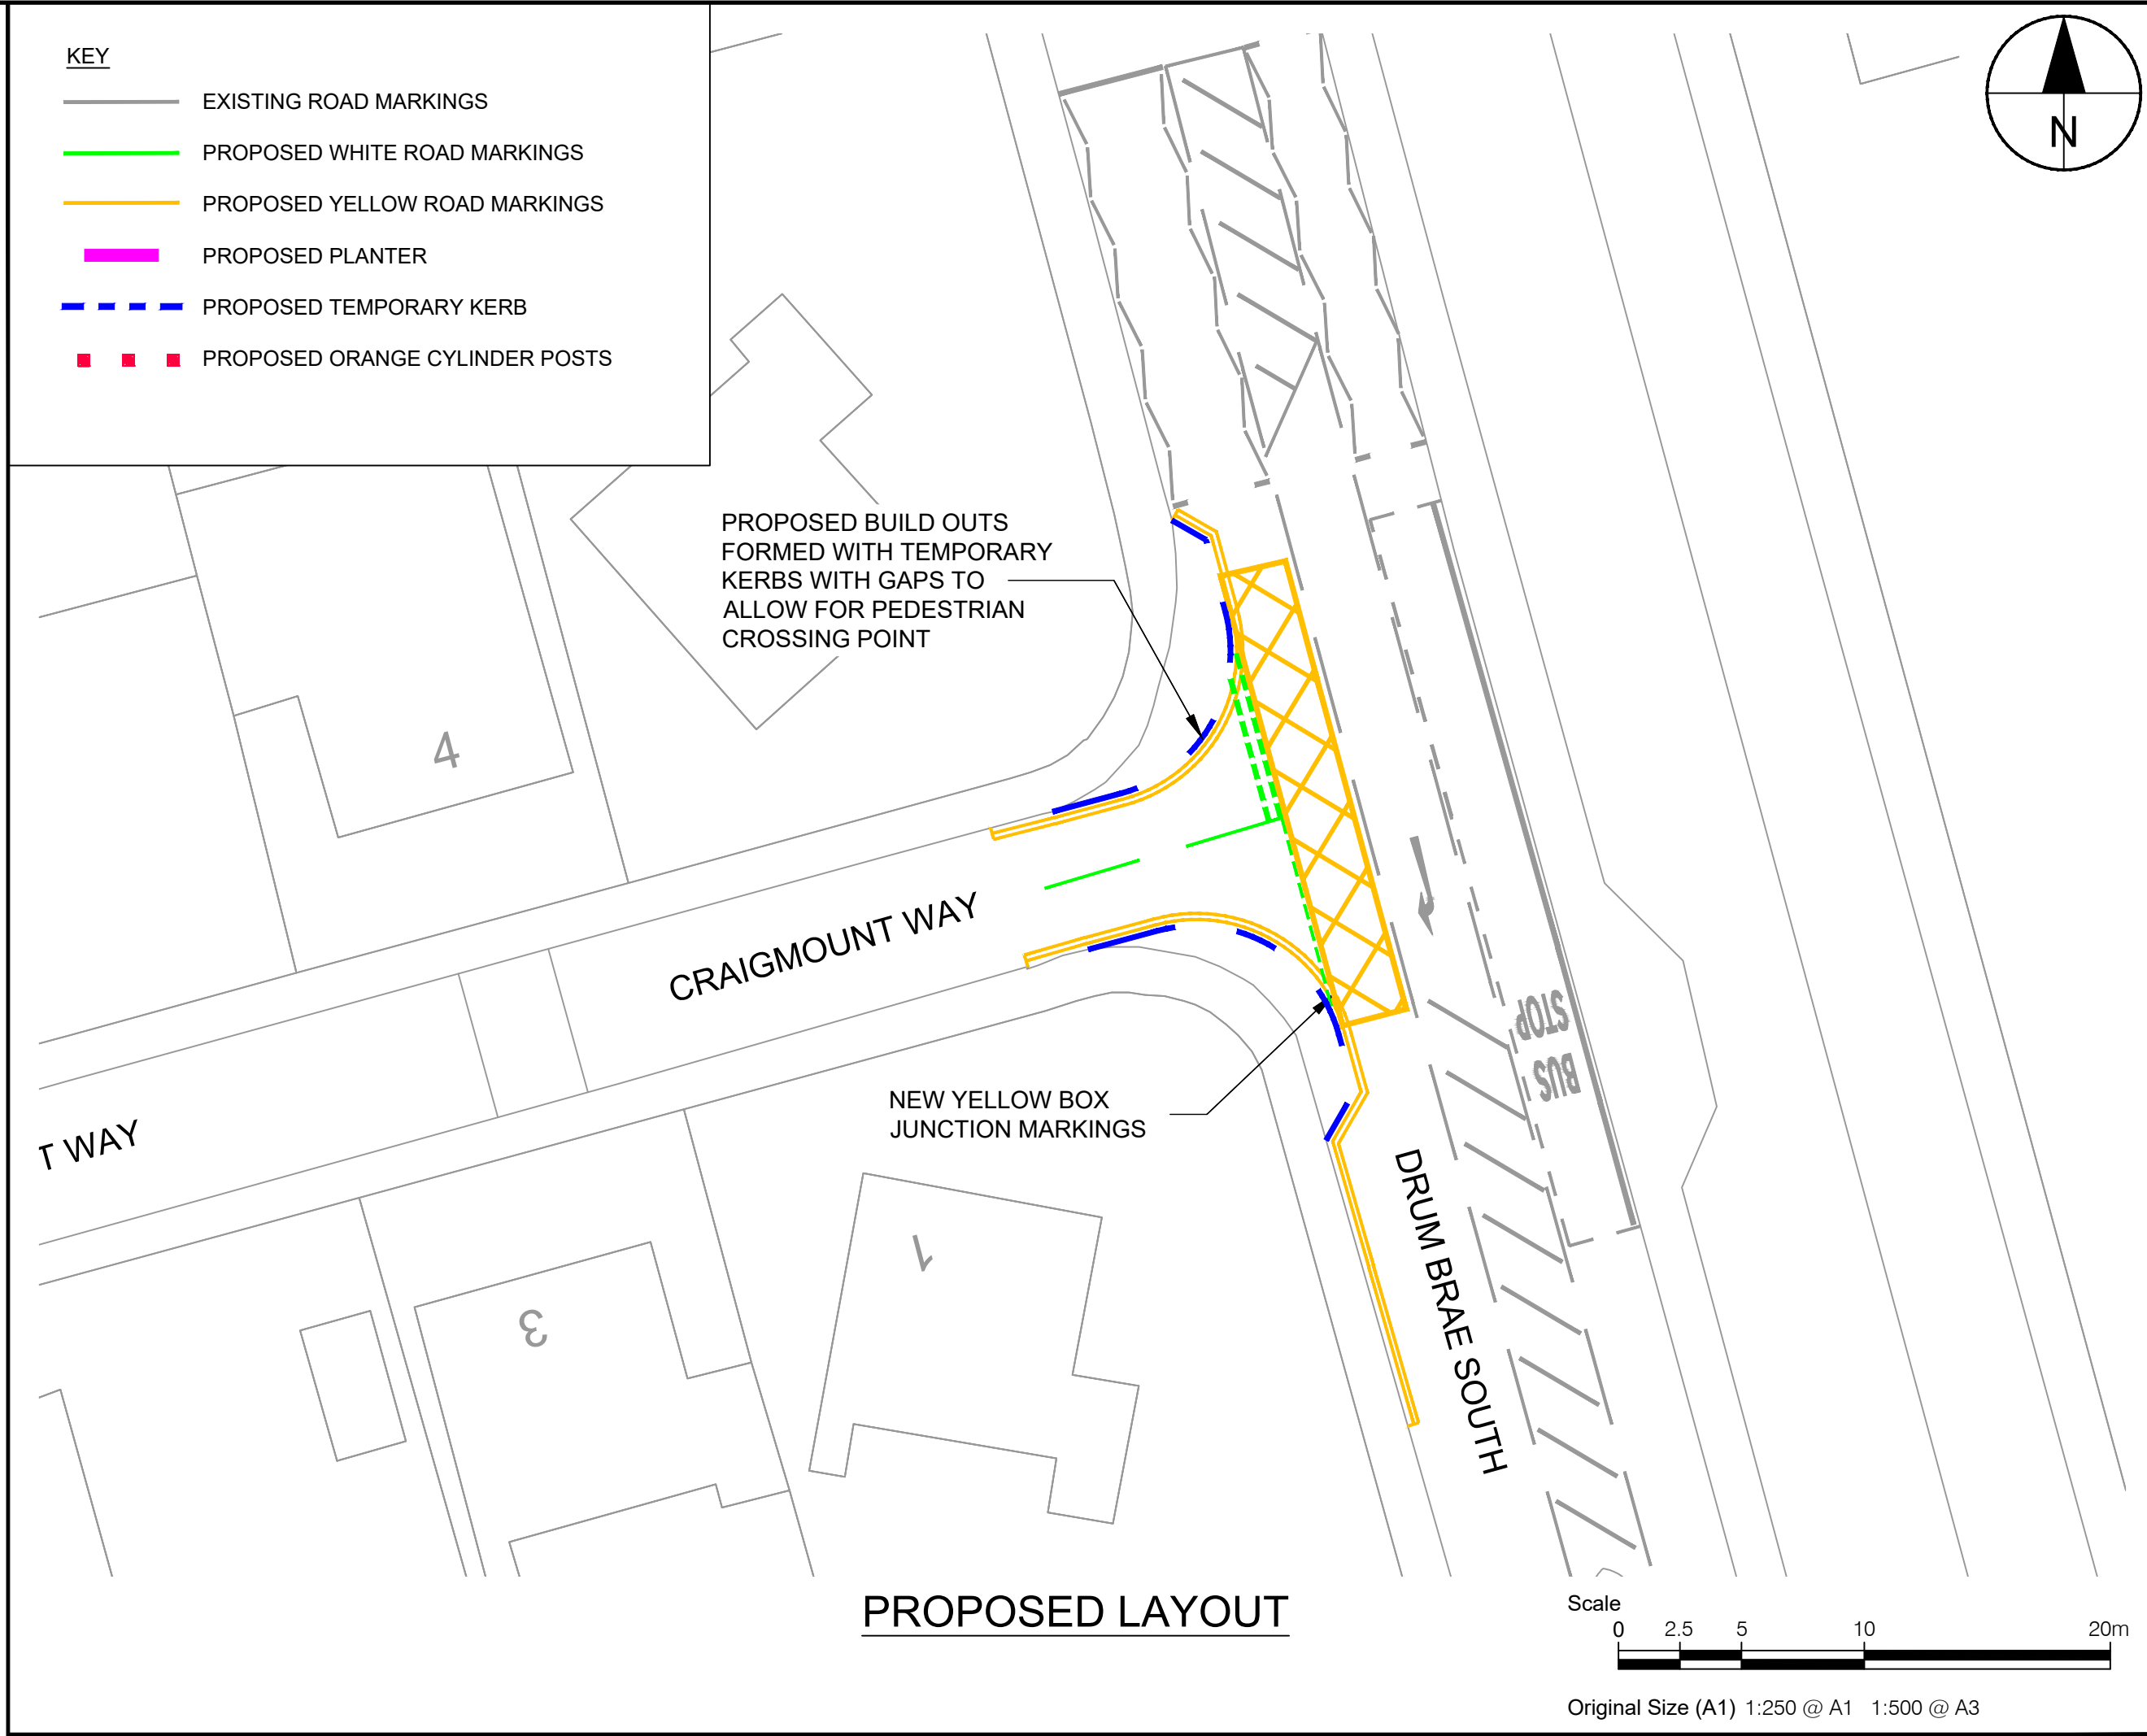 KEY
EXISTING ROAD MARKINGS
PROPOSED WHITE ROAD MARKINGS
PROPOSED YELLOW ROAD MARKINGS
PROPOSED PLANTER
PROPOSED TEMPORARY KERB
PROPOSED ORANGE CYLINDER POSTS
N
PROPOSED BUILD OUTS
FORMED WITH TEMPORARY
KERBS WITH GAPS TO
ALLOW FOR PEDESTRIAN
CROSSING POINT
4
CRAIGMOUNT WAY
T WAY
STOP
BUS
NEW YELLOW BOX
JUNCTION MARKINGS
DRUM BRAE SOUTH
1
3
PROPOSED LAYOUT
Scale
0 2.5 5 10 20m
Original Size (A1) 1:250 @ A1 1:500 @ A3